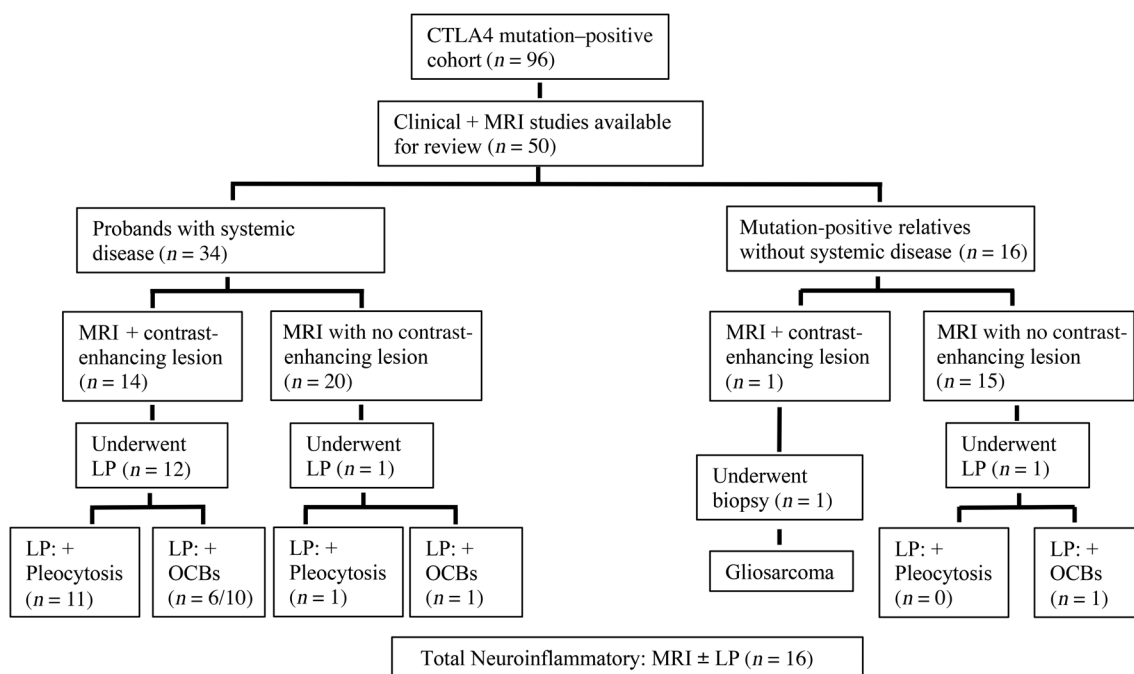 CTLA4 mutation–positive
cohort (n = 96)
Clinical + MRI studies available
for review (n = 50)
Probands with systemic
disease (n = 34)
Mutation-positive relatives
without systemic disease (n = 16)
MRI + contrast-
enhancing lesion
(n = 14)
MRI with no contrast-
enhancing lesion
(n = 20)
MRI + contrast-
enhancing lesion
(n = 1)
MRI with no contrast-
enhancing lesion
(n = 15)
Underwent
LP (n = 12)
Underwent
LP (n = 1)
Underwent
biopsy (n = 1)
Underwent
LP (n = 1)
LP: +
Pleocytosis
(n = 11)
LP: +
OCBs
(n = 6/10)
LP: +
Pleocytosis
(n = 1)
LP: +
OCBs
(n = 1)
Gliosarcoma
LP: +
Pleocytosis
(n = 0)
LP: +
OCBs
(n = 1)
Total Neuroinflammatory: MRI ± LP (n = 16)